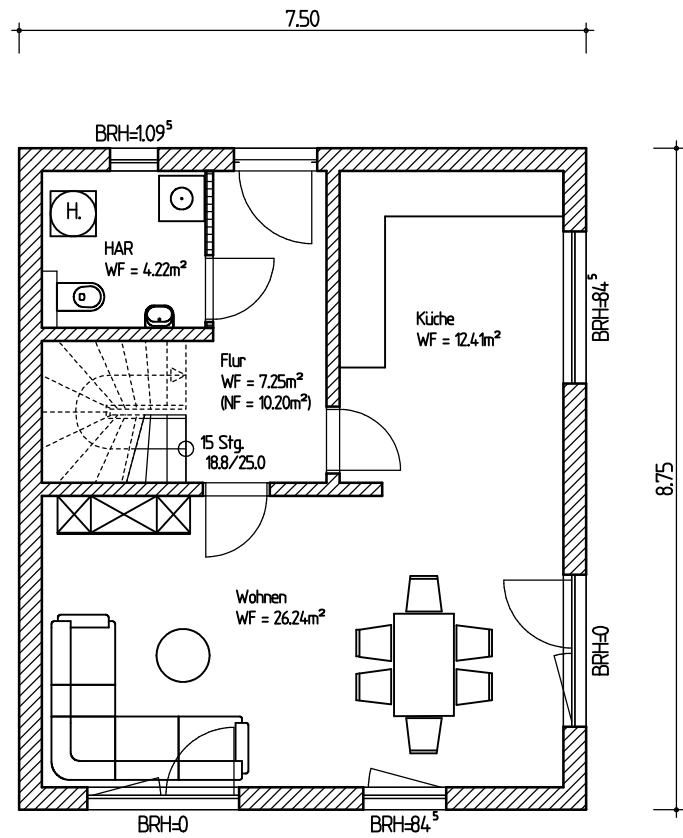 7.50
BRH=1.09⁵
H.
HAR
WF = 4.22m²
Küche
WF = 12.41m²
BRH=84⁵
Flur
WF = 7.25m²
(NF = 10.20m²)
15 Stg.
18.8/25.0
8.75
Wohnen
WF = 26.24m²
BRH=0
BRH=0
BRH=84⁵